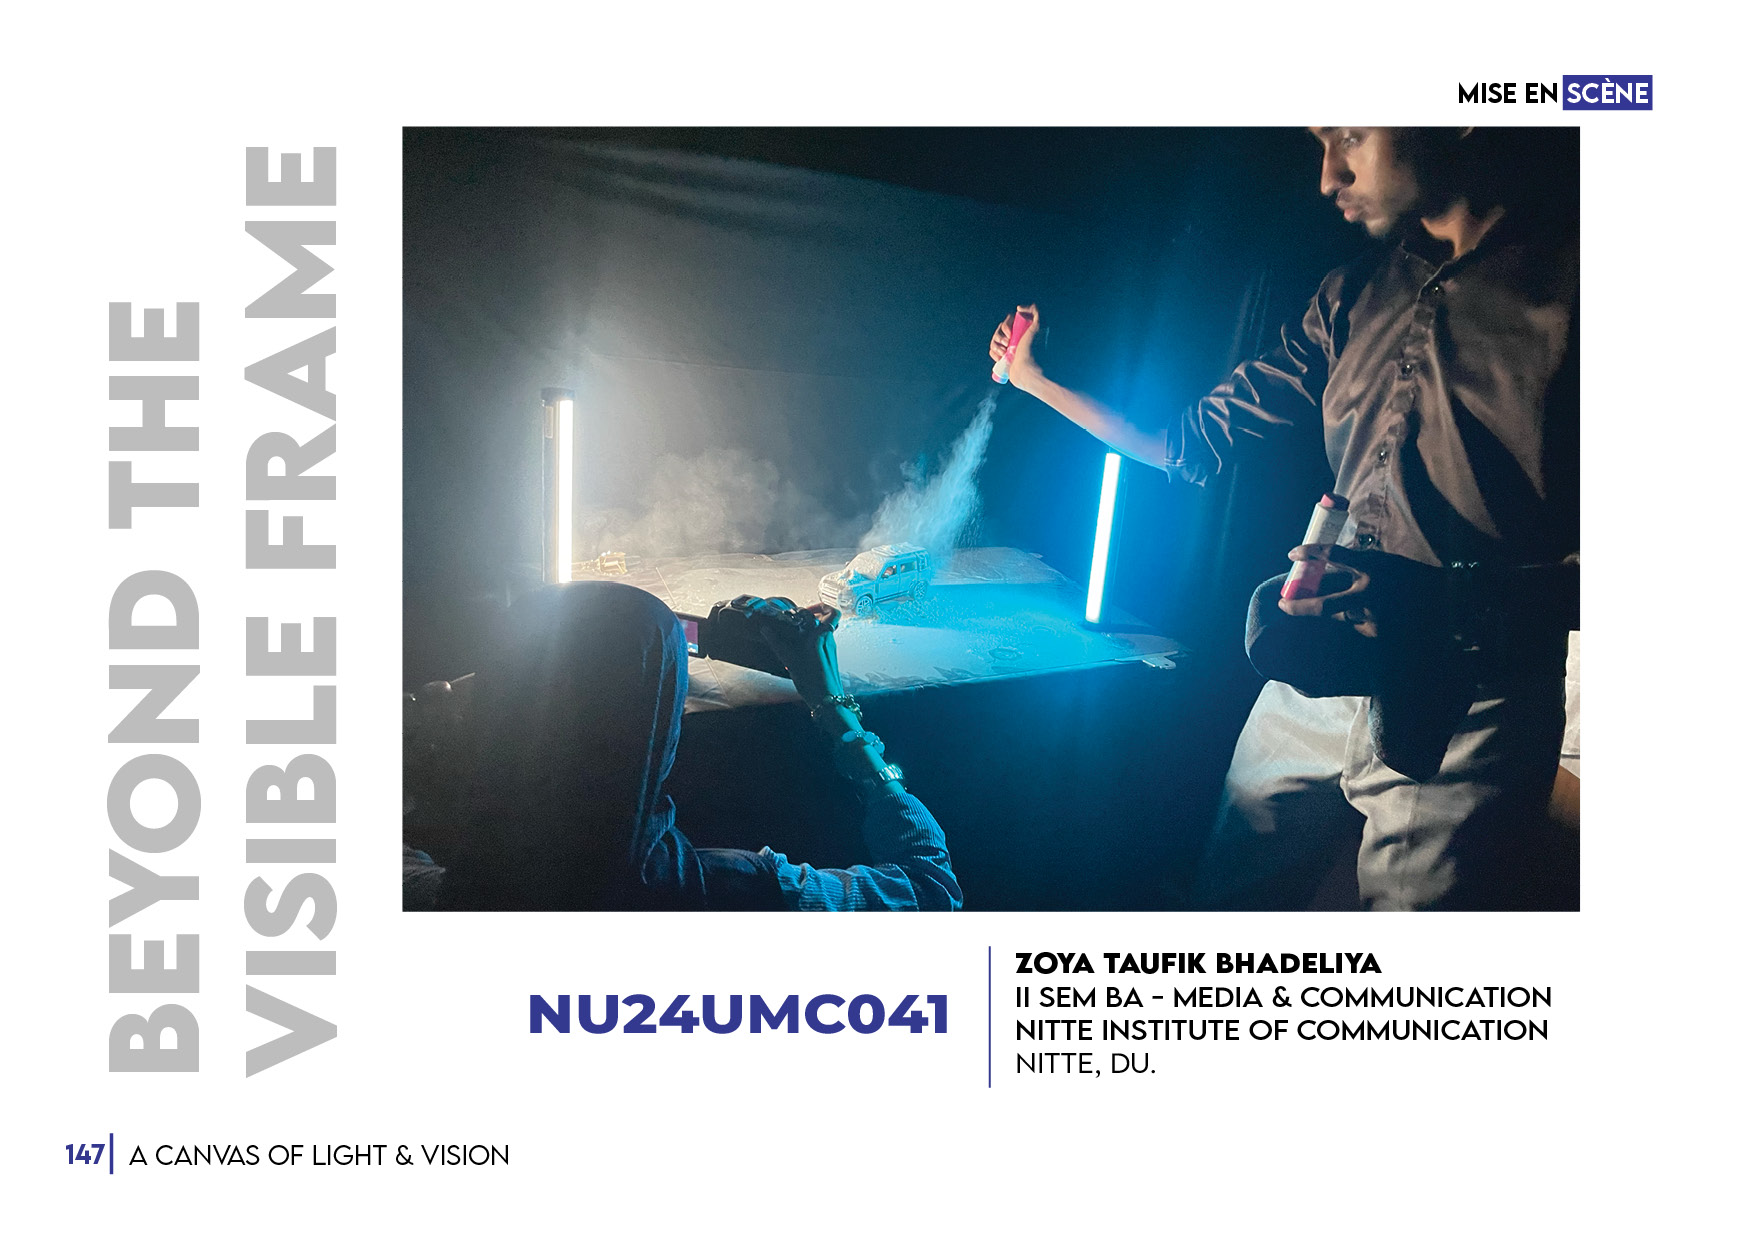 MISE EN SCÈNE
BEYOND THE
VISIBLE FRAME
NU24UMC041
ZOYA TAUFIK BHADELIYA
II SEM BA - MEDIA & COMMUNICATION
NITTE INSTITUTE OF COMMUNICATION
NITTE, DU.
147 A CANVAS OF LIGHT & VISION